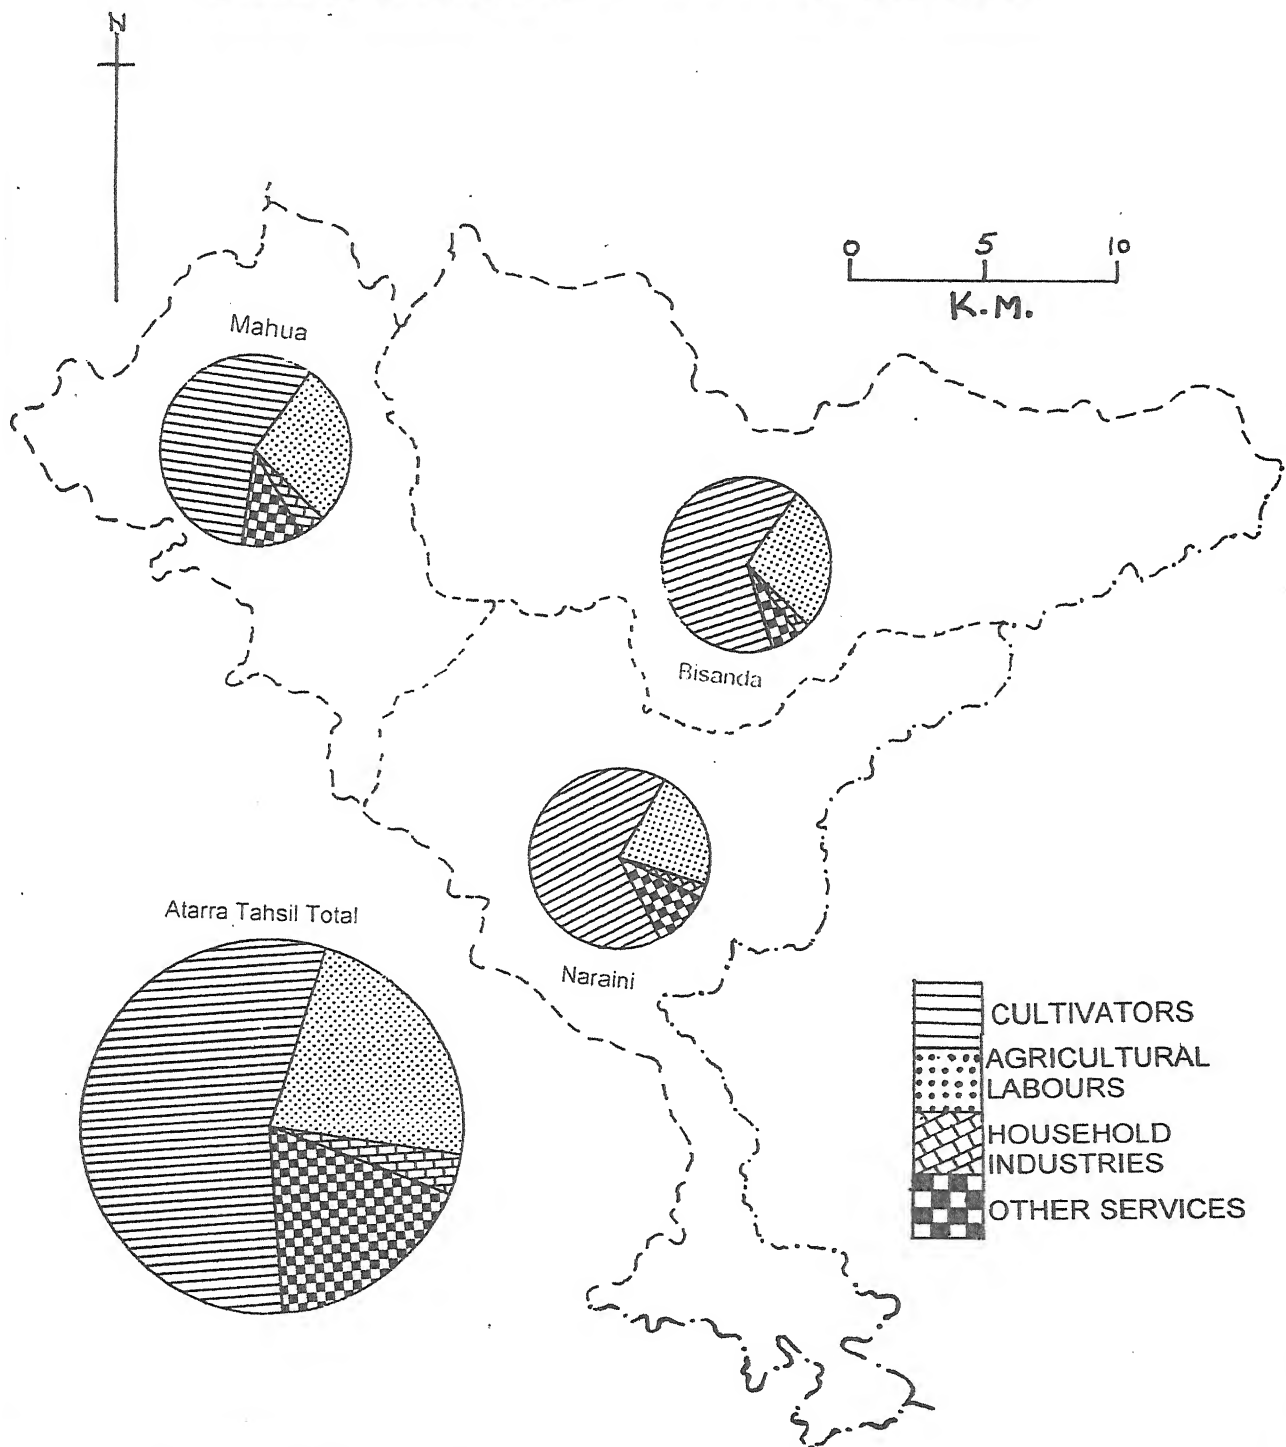 N
0 5 10
K.M.
Mahua
Bisanda
Naraini
Atarra Tahsil Total
CULTIVATORS
AGRICULTURAL
LABOURS
HOUSEHOLD
INDUSTRIES
OTHER SERVICES